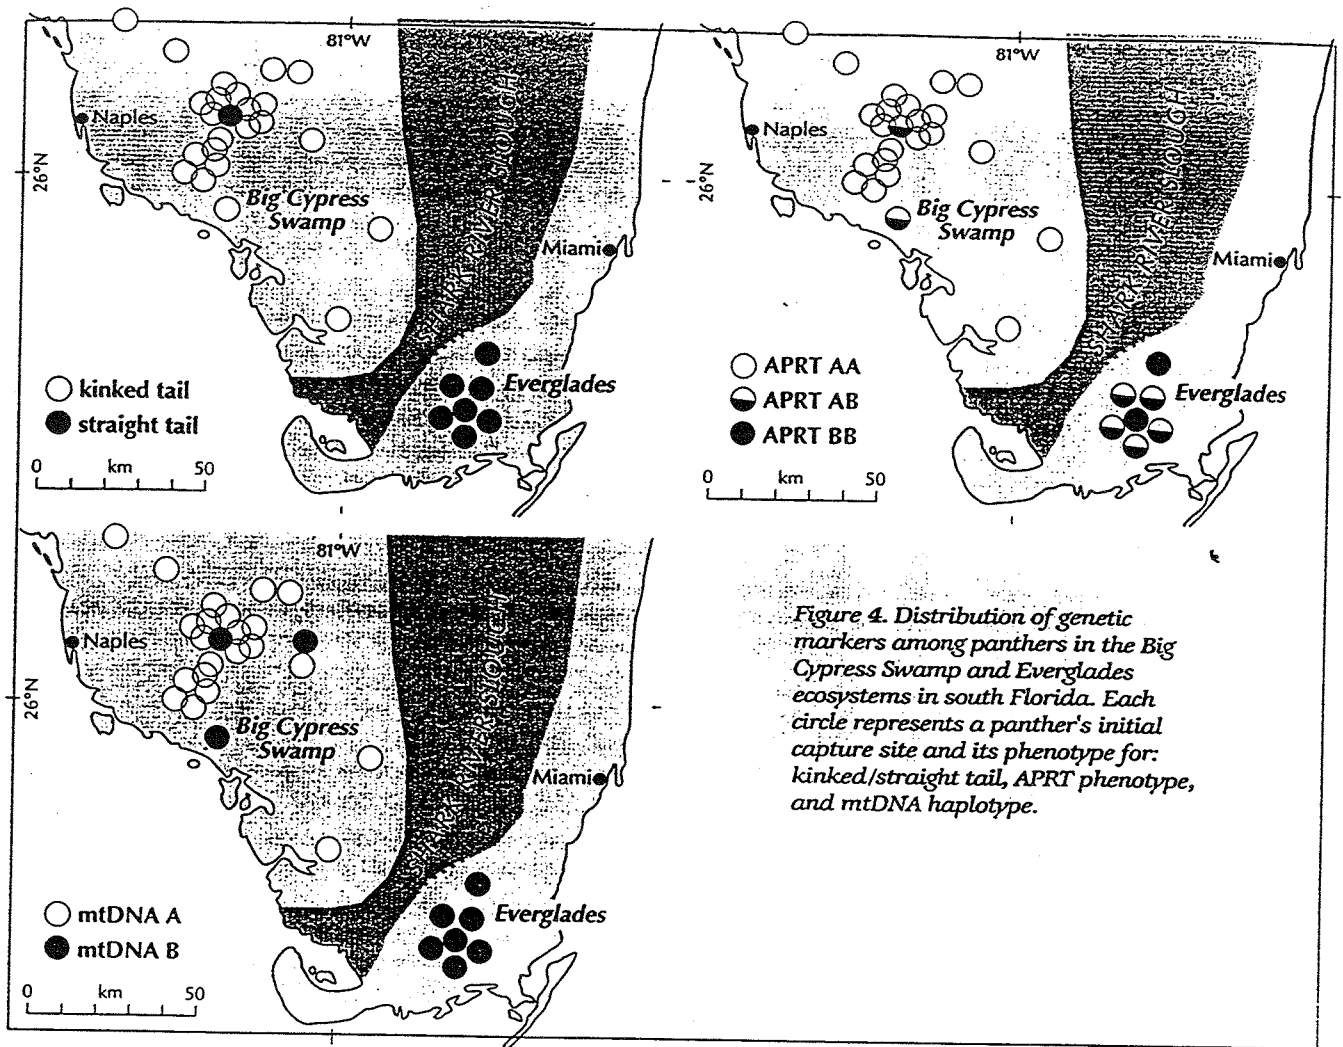 81°W
Naples
26°N
Big Cypress
Swamp
SHARK RIVER SLOUGH
Miami
Everglades
kinked tail
straight tail
0 km 50
81°W
Naples
26°N
Big Cypress
Swamp
SHARK RIVER SLOUGH
Miami
Everglades
APRT AA
APRT AB
APRT BB
0 km 50
81°W
Naples
26°N
Big Cypress
Swamp
SHARK RIVER SLOUGH
Miami
Everglades
mtDNA A
mtDNA B
0 km 50
Figure 4. Distribution of genetic
markers among panthers in the Big
Cypress Swamp and Everglades
ecosystems in south Florida. Each
circle represents a panther's initial
capture site and its phenotype for:
kinked/straight tail, APRT phenotype,
and mtDNA haplotype.